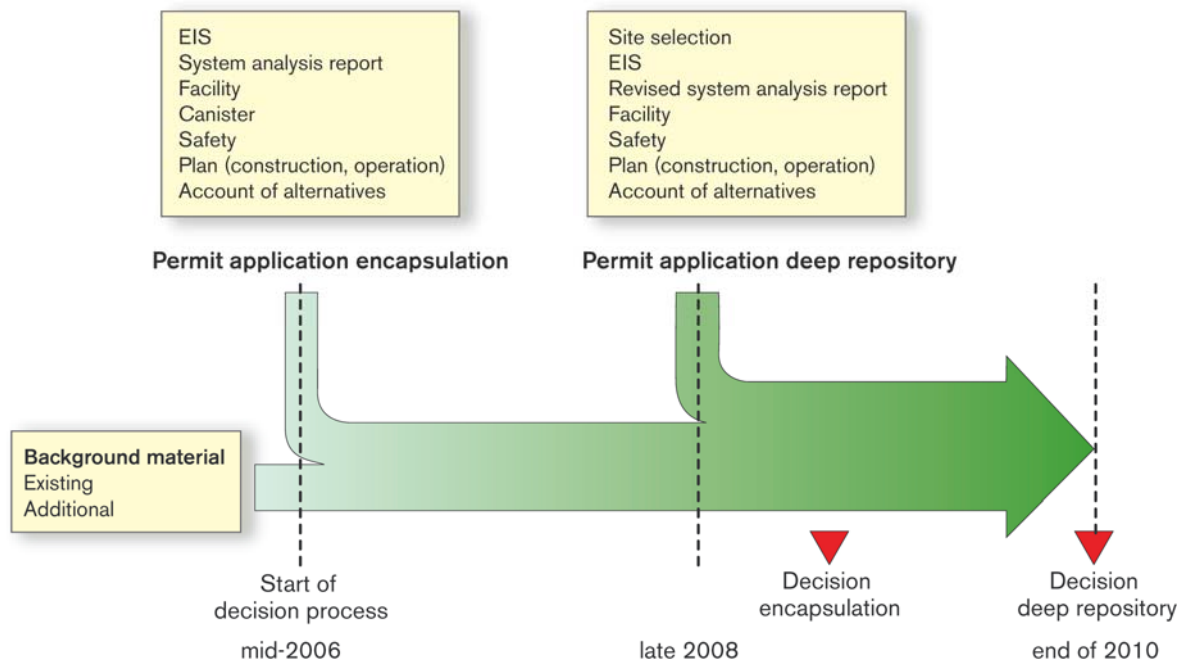 EIS
System analysis report
Facility
Canister
Safety
Plan (construction, operation)
Account of alternatives
Site selection
EIS
Revised system analysis report
Facility
Safety
Plan (construction, operation)
Account of alternatives
Permit application encapsulation
Permit application deep repository
Background material
Existing
Additional
Start of
decision process
mid-2006
late 2008
Decision
encapsulation
Decision
deep repository
end of 2010